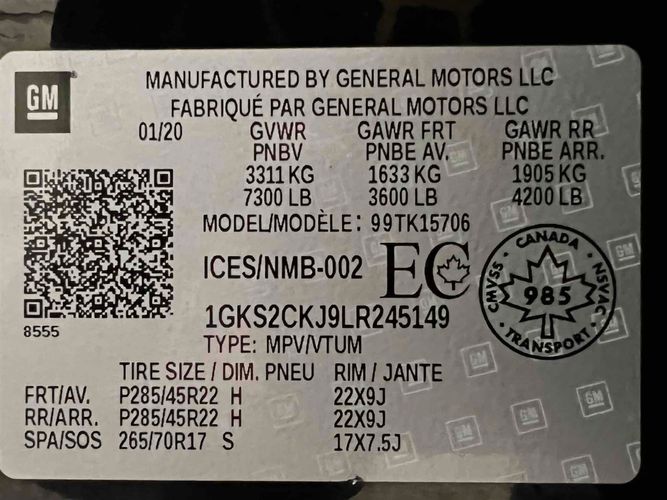 GM
MANUFACTURED BY GENERAL MOTORS LLC
FABRIQUÉ PAR GENERAL MOTORS LLC
01/20 GVWR GAWR FRT GAWR RR
PNBV PNBE AV. PNBE ARR.
3311 KG 1633 KG 1905 KG
7300 LB 3600 LB 4200 LB
MODEL/MODÈLE: 99TK15706
ICES/NMB-002 EC
CANADA
CMVSS 985 NSVAC
TRANSPORT
8555
1GKS2CKJ9LR245149
TYPE: MPV/VTUM
TIRE SIZE / DIM. PNEU RIM / JANTE
FRT/AV. P285/45R22 H 22X9J
RR/ARR. P285/45R22 H 22X9J
SPA/SOS 265/70R17 S 17X7.5J